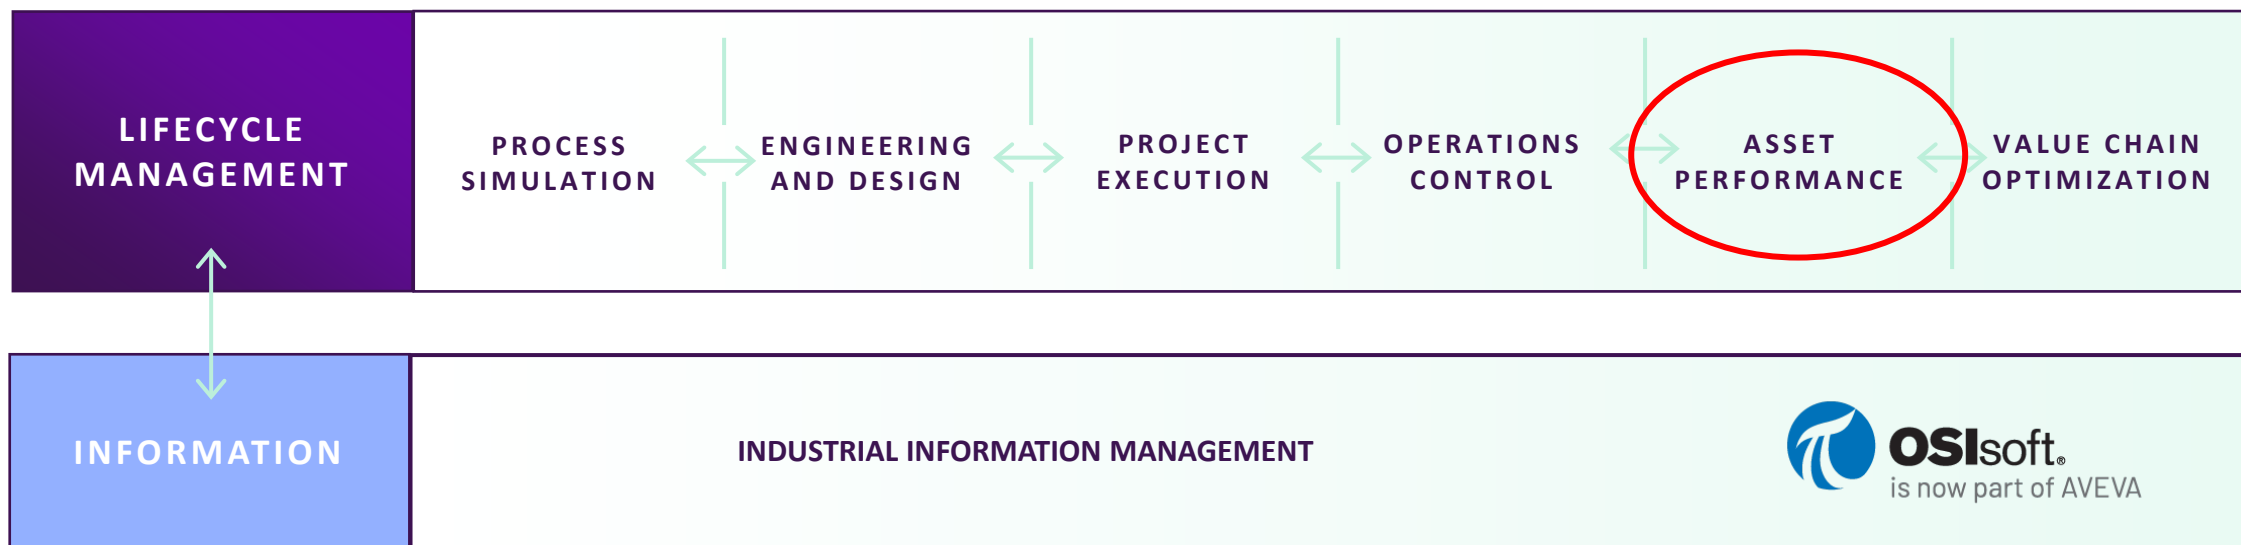 LIFECYCLE
MANAGEMENT
PROCESS
SIMULATION
ENGINEERING
AND DESIGN
PROJECT
EXECUTION
OPERATIONS
CONTROL
ASSET
PERFORMANCE
VALUE CHAIN
OPTIMIZATION
INFORMATION
INDUSTRIAL INFORMATION MANAGEMENT
OSIsoft®
is now part of AVEVA